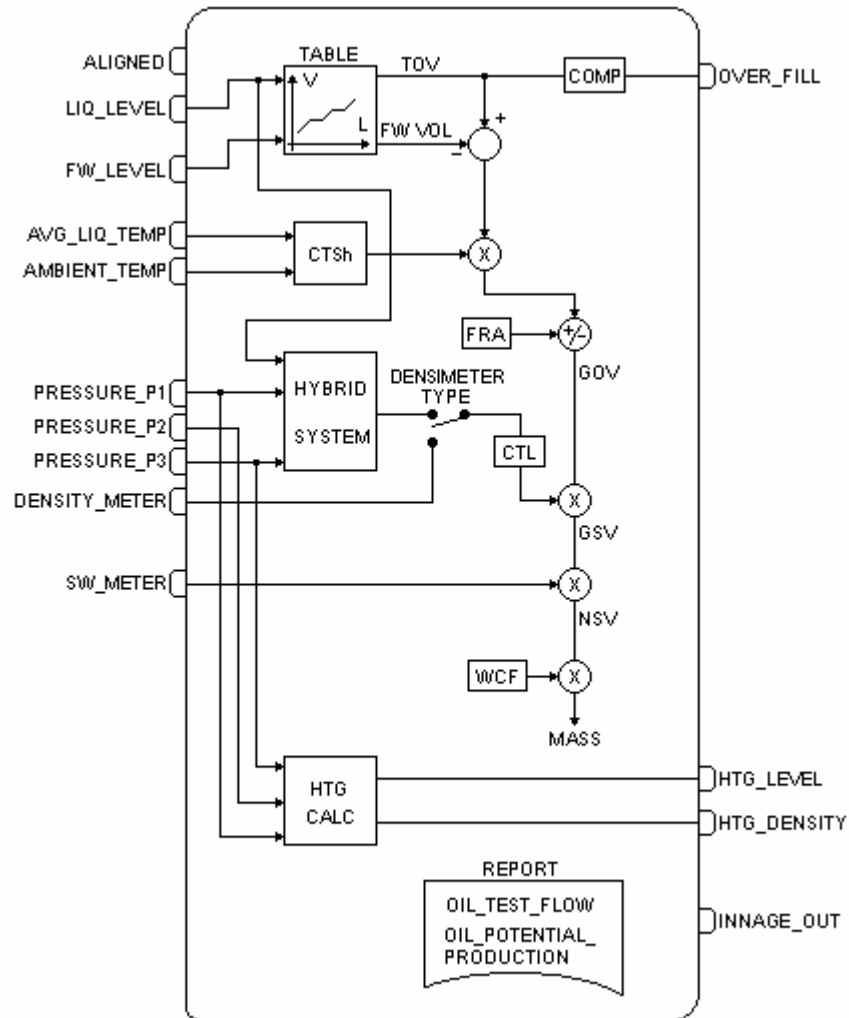 TABLE
ALIGNED
V
TOV
COMP
OVER_FILL
LIQ_LEVEL
L
FW VOL
+
−
FW_LEVEL
AVG_LIQ_TEMP
CTSh
X
AMBIENT_TEMP
FRA
+/-
GOV
PRESSURE_P1
HYBRID
SYSTEM
DENSIMETER
TYPE
PRESSURE_P2
PRESSURE_P3
CTL
DENSITY_METER
X
GSV
SW_METER
X
NSV
WCF
X
MASS
HTG
CALC
HTG_LEVEL
HTG_DENSITY
REPORT
OIL_TEST_FLOW
OIL_POTENTIAL_
PRODUCTION
INNAGE_OUT